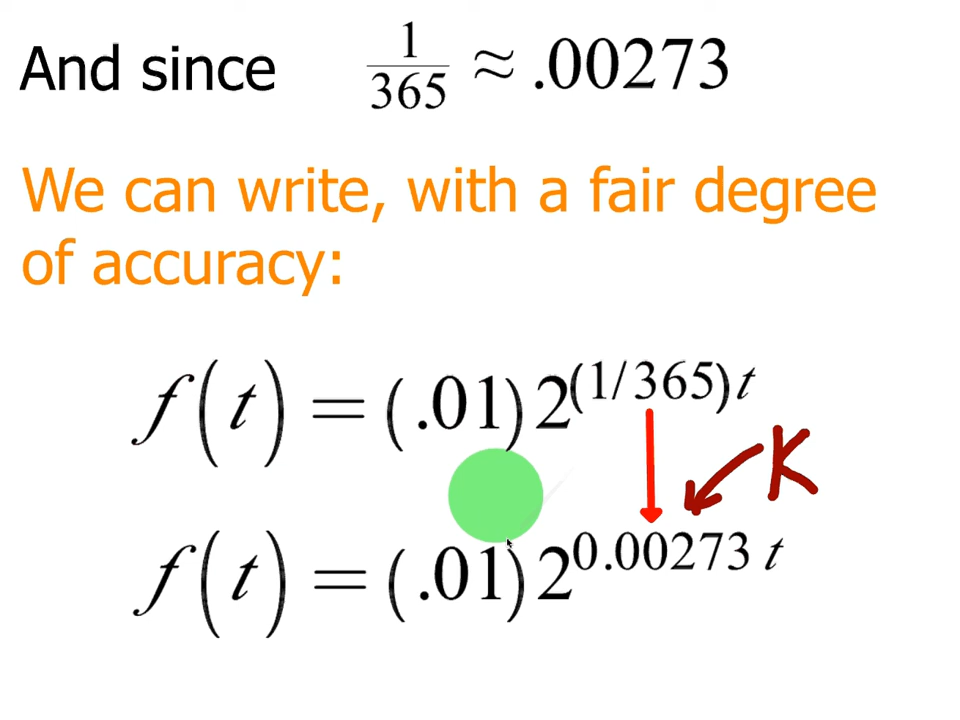 And since 1/365 ≈ .00273
We can write, with a fair degree
of accuracy:
f(t) = (.01)2^(1/365)t
K
f(t) = (.01)2^0.00273 t